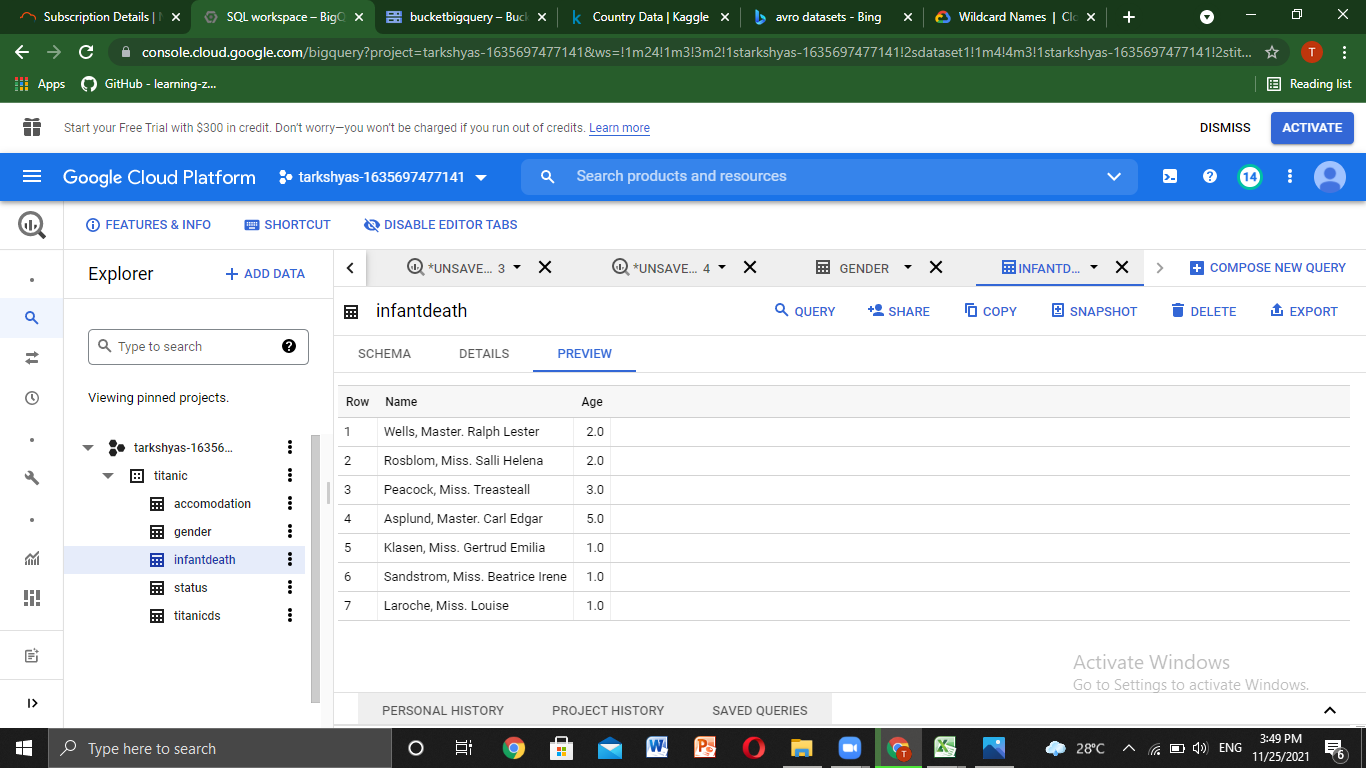 Subscription Details | N
SQL workspace – BigQ
bucketbigquery – Buck
Country Data | Kaggle
avro datasets - Bing
Wildcard Names | Clo
console.cloud.google.com/bigquery?project=tarkshyas-1635697477141&ws=!1m24!1m3!3m2!1starkshyas-1635697477141!2sdataset1!1m4!4m3!1starkshyas-1635697477141!2stit...
T
Apps
GitHub - learning-z...
Reading list
Start your Free Trial with $300 in credit. Don't worry—you won't be charged if you run out of credits. Learn more
DISMISS
ACTIVATE
Google Cloud Platform
tarkshyas-1635697477141
Search products and resources
14
FEATURES & INFO
SHORTCUT
DISABLE EDITOR TABS
Explorer
+ ADD DATA
*UNSAVE... 3
*UNSAVE... 4
GENDER
INFANTD...
COMPOSE NEW QUERY
infantdeath
QUERY
SHARE
COPY
SNAPSHOT
DELETE
EXPORT
Type to search
SCHEMA
DETAILS
PREVIEW
Viewing pinned projects.
tarkshyas-16356...
titanic
accomodation
gender
infantdeath
status
titanicds
Row Name Age
1 Wells, Master. Ralph Lester 2.0
2 Rosblom, Miss. Salli Helena 2.0
3 Peacock, Miss. Treasteall 3.0
4 Asplund, Master. Carl Edgar 5.0
5 Klasen, Miss. Gertrud Emilia 1.0
6 Sandstrom, Miss. Beatrice Irene 1.0
7 Laroche, Miss. Louise 1.0
Activate Windows
Go to Settings to activate Windows.
PERSONAL HISTORY
PROJECT HISTORY
SAVED QUERIES
Type here to search
28°C
ENG
3:49 PM
11/25/2021
6